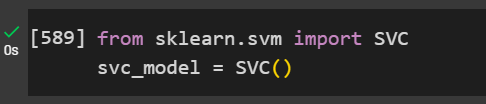 [589] from sklearn.svm import SVC
0s
svc_model = SVC()